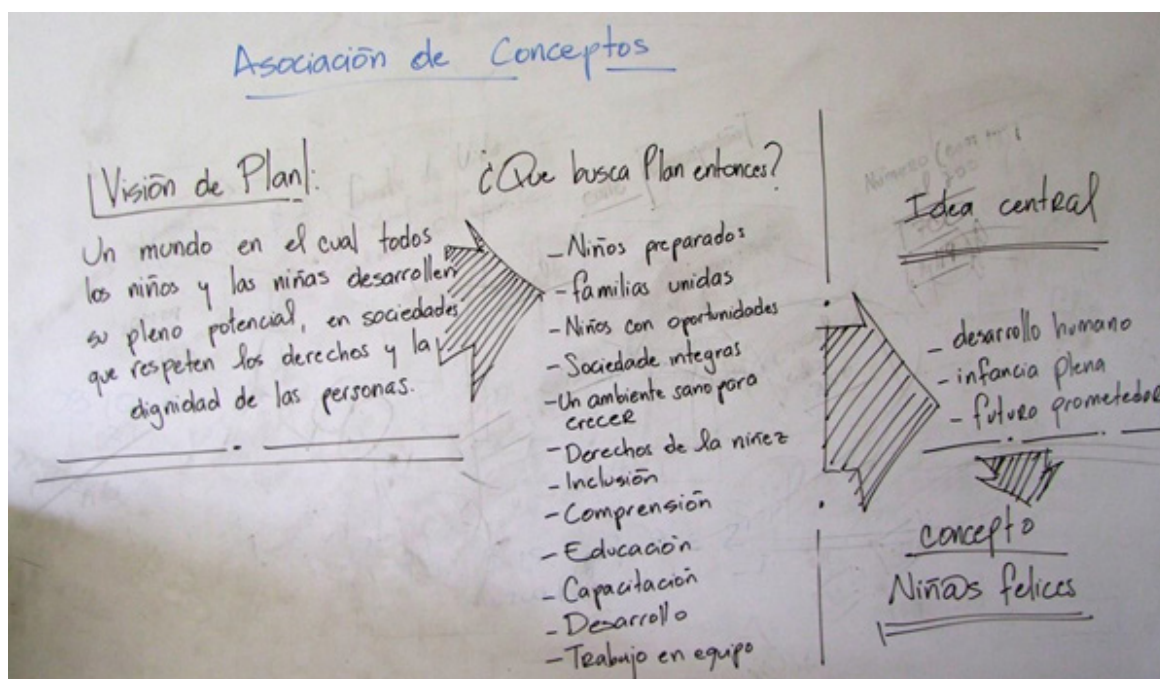 Asociación de Conceptos
Visión de Plan:
Un mundo en el cual todos
los niños y las niñas desarrollen
su pleno potencial, en sociedades
que respeten los derechos y la
dignidad de las personas.
¿Que busca Plan entonces?
- Niños preparados
- familias unidas
- Niños con oportunidades
- Sociedade integras
- Un ambiente sano para
crecer
- Derechos de la niñez
- Inclusión
- Comprensión
- Educación
- Capacitación
- Desarrollo
- Trabajo en equipo
Idea central
- desarrollo humano
- infancia plena
- futuro prometedor
concepto
Niñ@s felices